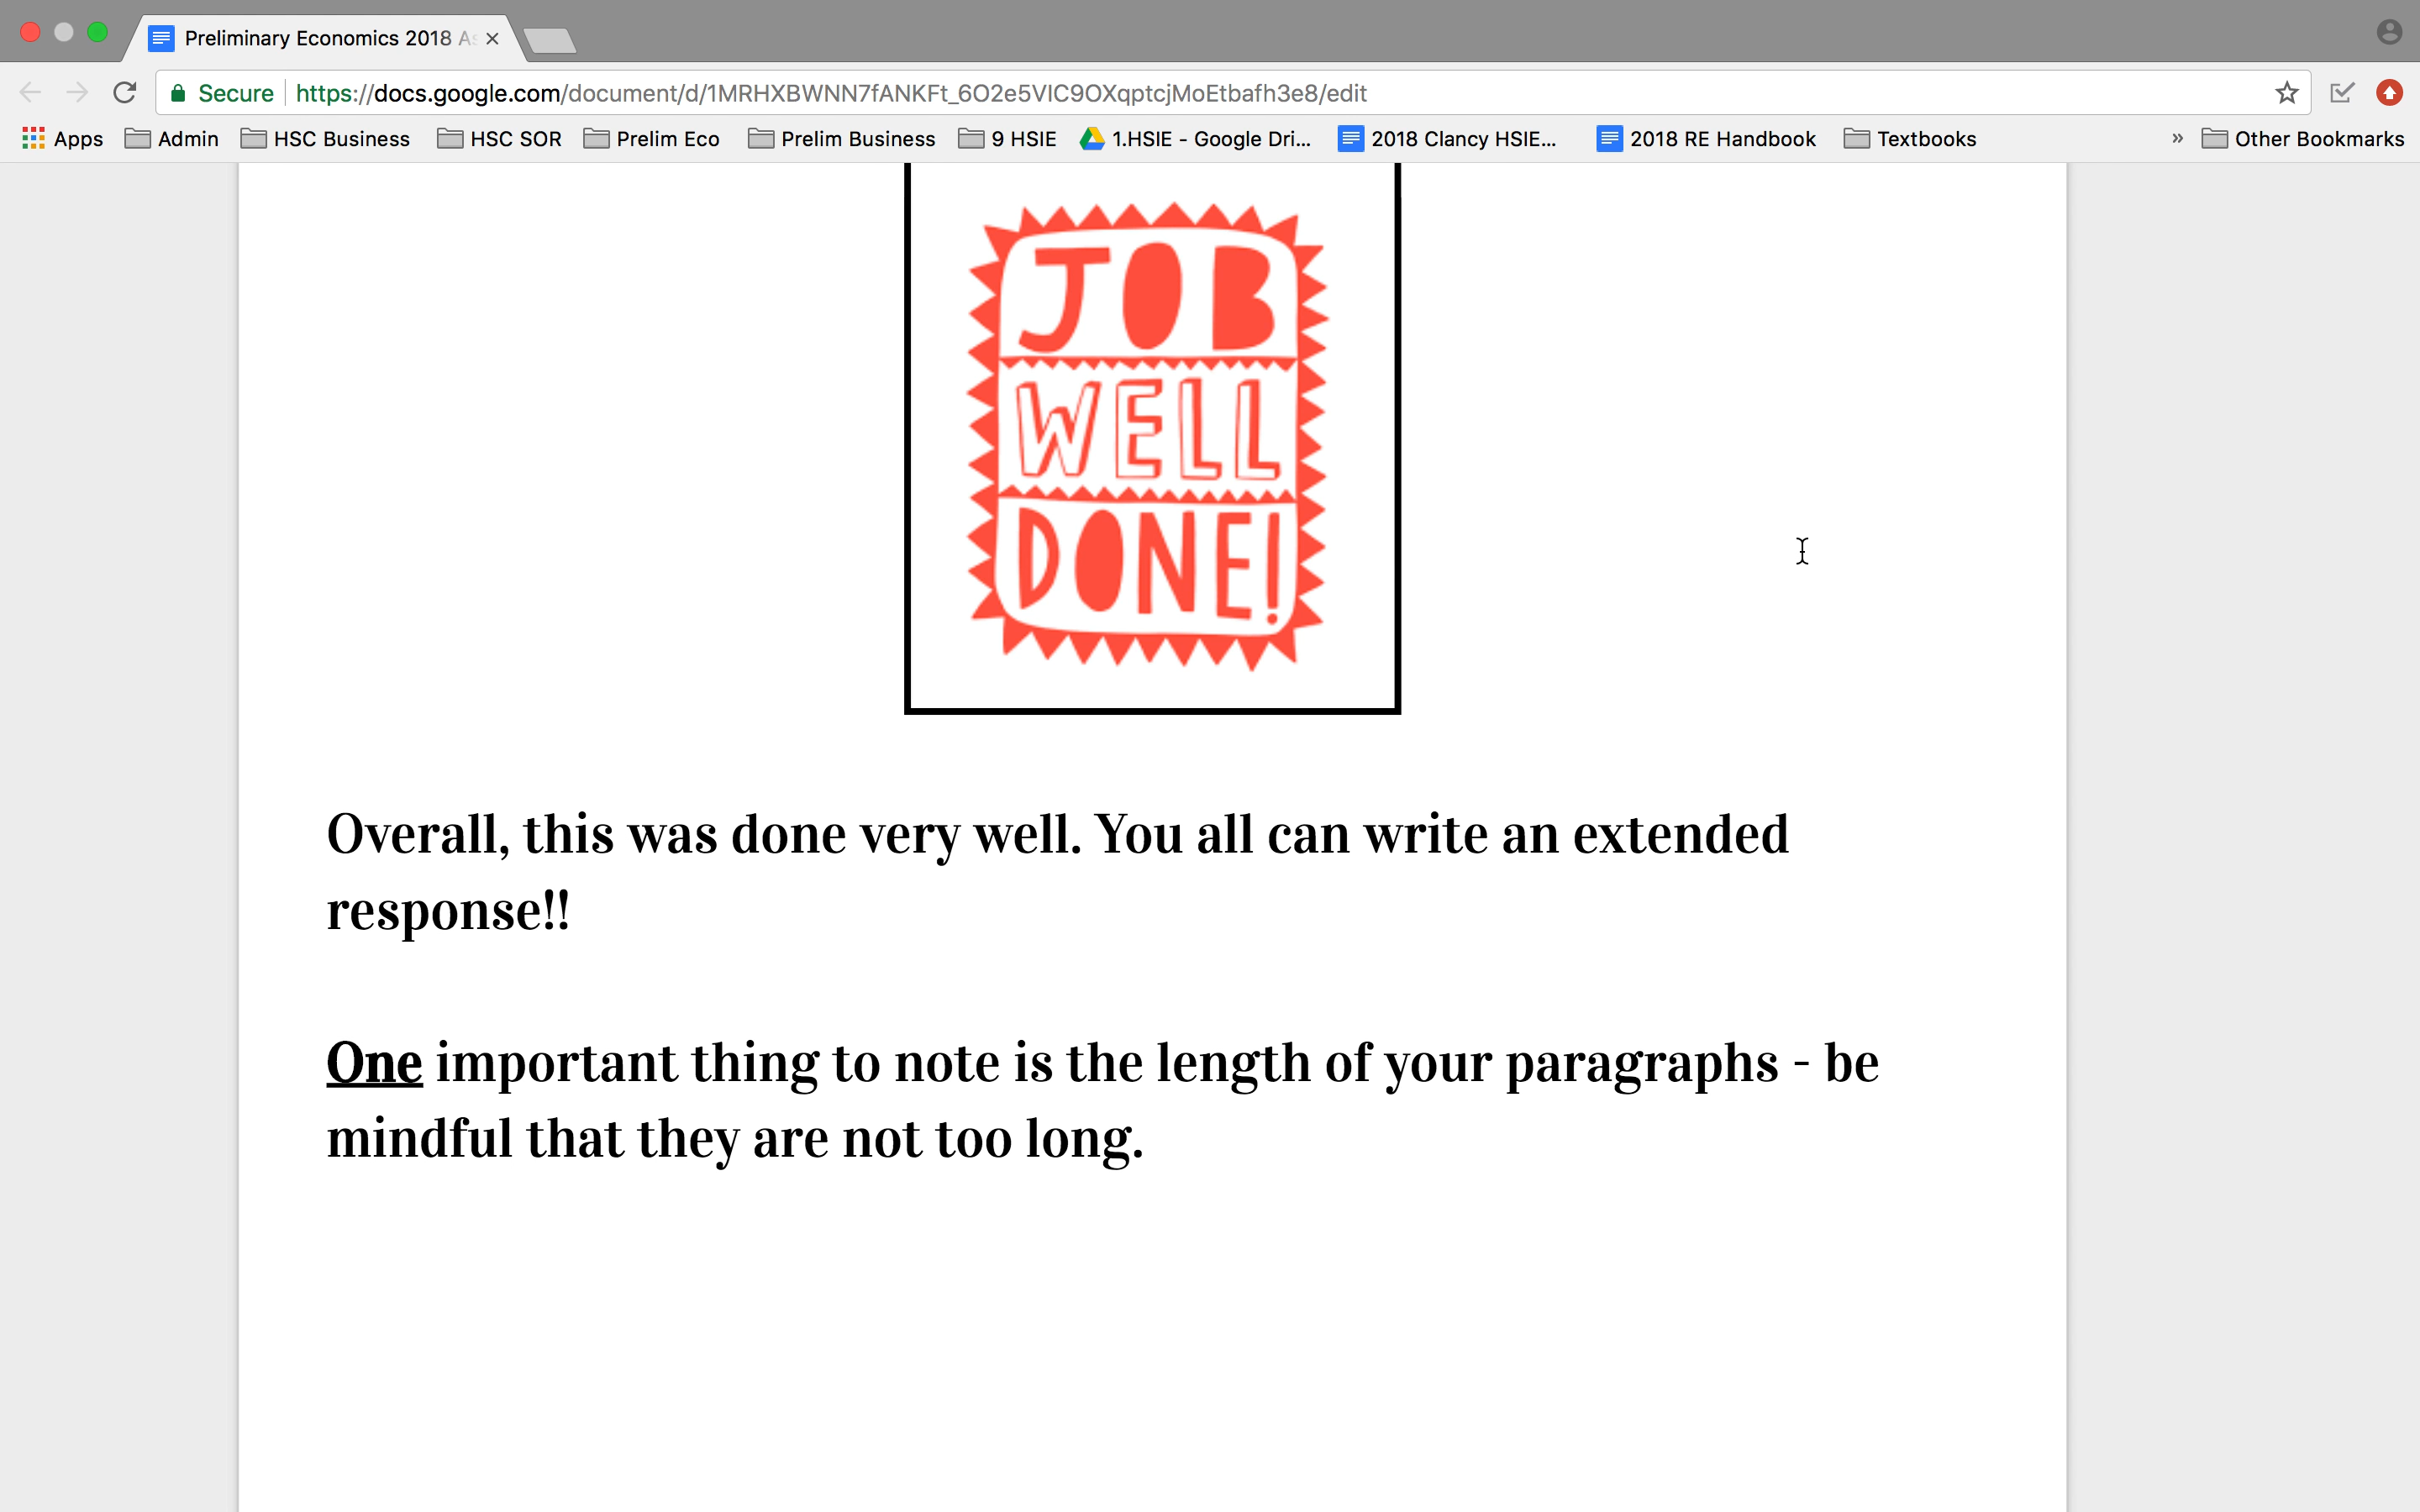 Preliminary Economics 2018 As
Secure https://docs.google.com/document/d/1MRHXBWNN7fANKFt_6O2e5VIC9OXqptcjMoEtbafh3e8/edit
Apps Admin HSC Business HSC SOR Prelim Eco Prelim Business 9 HSIE 1.HSIE - Google Dri... 2018 Clancy HSIE... 2018 RE Handbook Textbooks » Other Bookmarks
JOB
WELL
DONE!
Overall, this was done very well. You all can write an extended
response!!
One important thing to note is the length of your paragraphs - be
mindful that they are not too long.